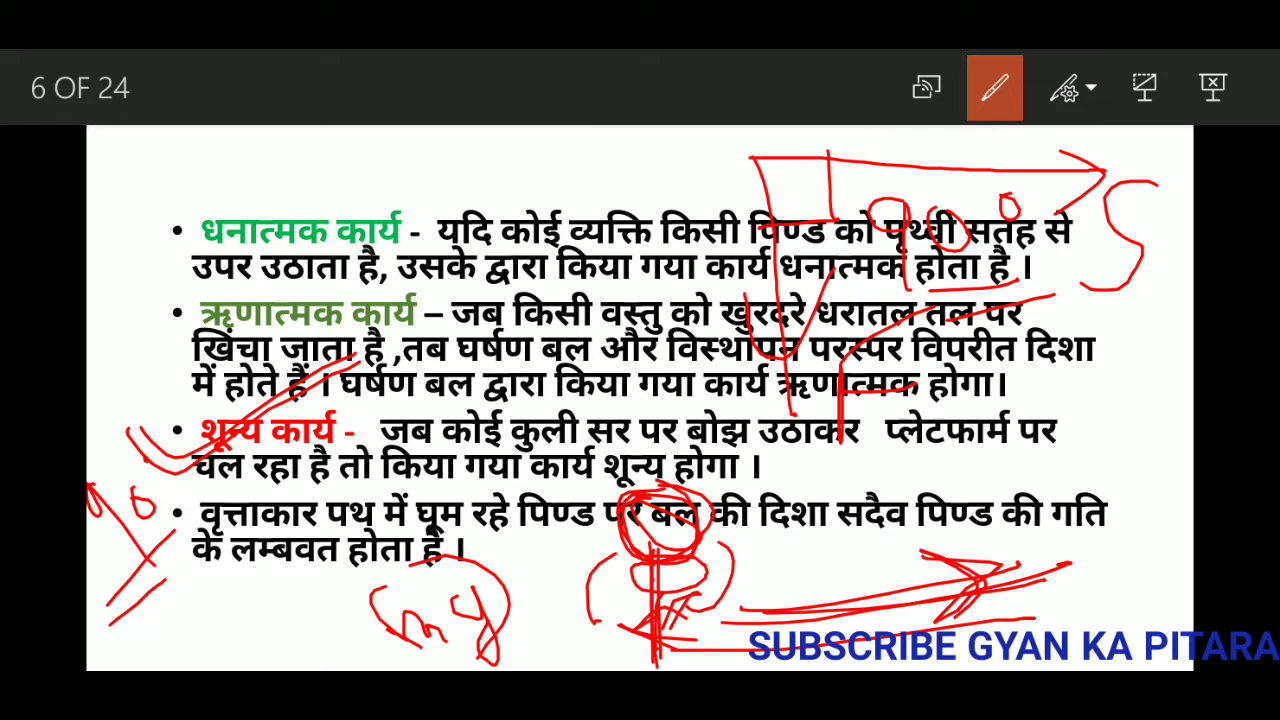 6 OF 24
• धनात्मक कार्य - यदि कोई व्यक्ति किसी पिण्ड को पृथ्वी सतह से
उपर उठाता है, उसके द्वारा किया गया कार्य धनात्मक होता है ।
• ऋणात्मक कार्य – जब किसी वस्तु को खुरदरे धरातल तल पर
खिंचा जाता है ,तब घर्षण बल और विस्थापन परस्पर विपरीत दिशा
में होते हैं । घर्षण बल द्वारा किया गया कार्य ऋणात्मक होगा।
• शून्य कार्य - जब कोई कुली सर पर बोझ उठाकर प्लेटफार्म पर
चल रहा है तो किया गया कार्य शून्य होगा ।
• वृत्ताकार पथ में घूम रहे पिण्ड पर बल की दिशा सदैव पिण्ड की गति
के लम्बवत होता है ।
90° S
F
mg
SUBSCRIBE GYAN KA PITARA